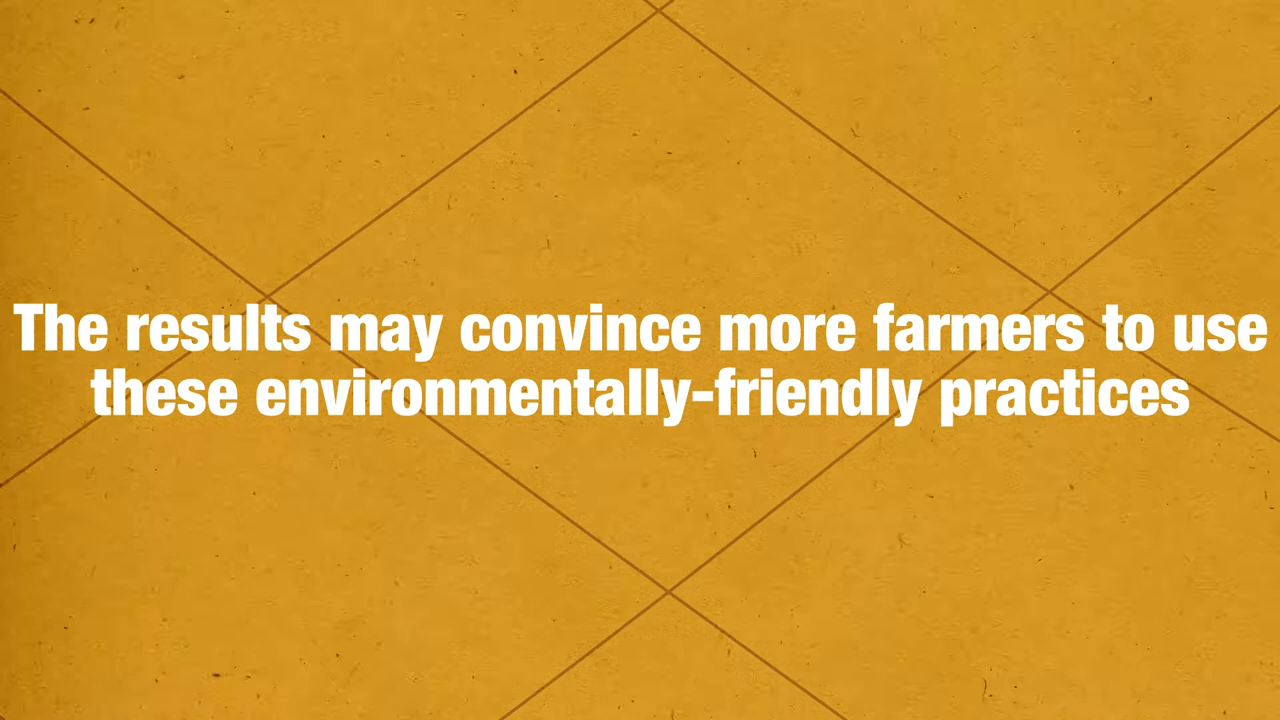 The results may convince more farmers to use
these environmentally-friendly practices